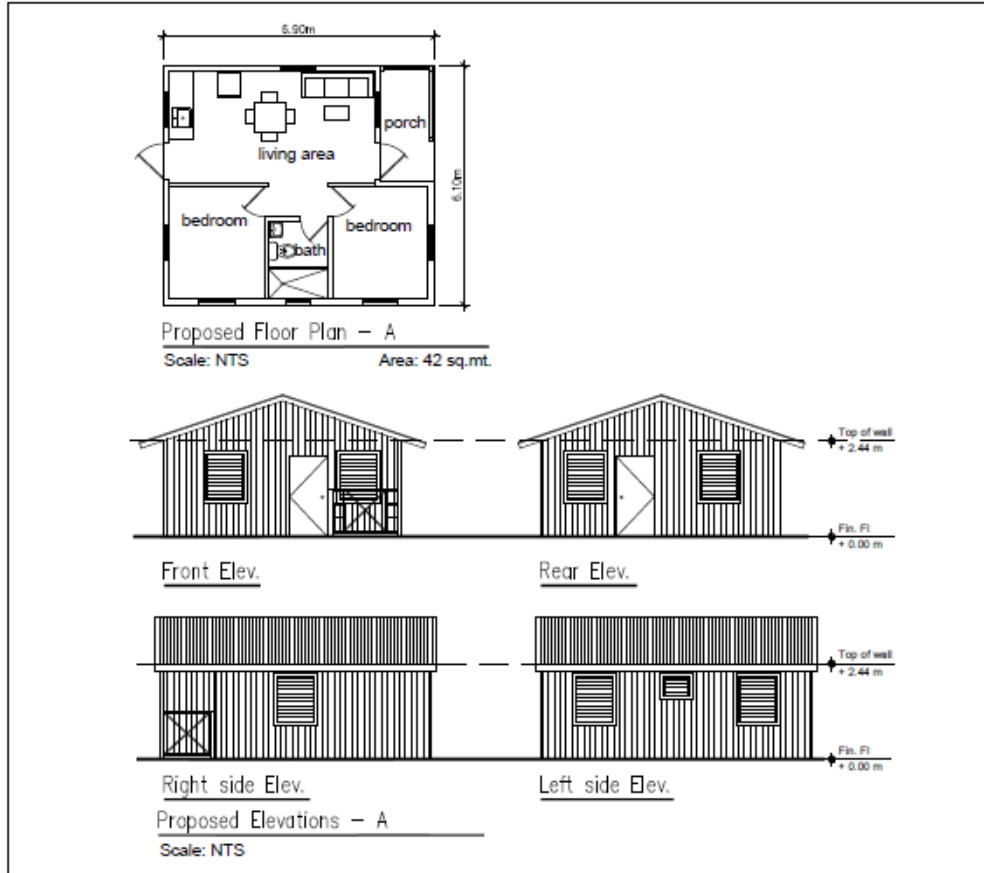 6.90m
porch
living area
6.10m
bedroom
bedroom
bath
Proposed Floor Plan - A
Scale: NTS Area: 42 sq.mt.
Top of wall
+ 2.44 m
Fin. Fl
+ 0.00 m
Front Elev. Rear Elev.
Top of wall
+ 2.44 m
Fin. Fl
+ 0.00 m
Right side Elev. Left side Elev.
Proposed Elevations - A
Scale: NTS